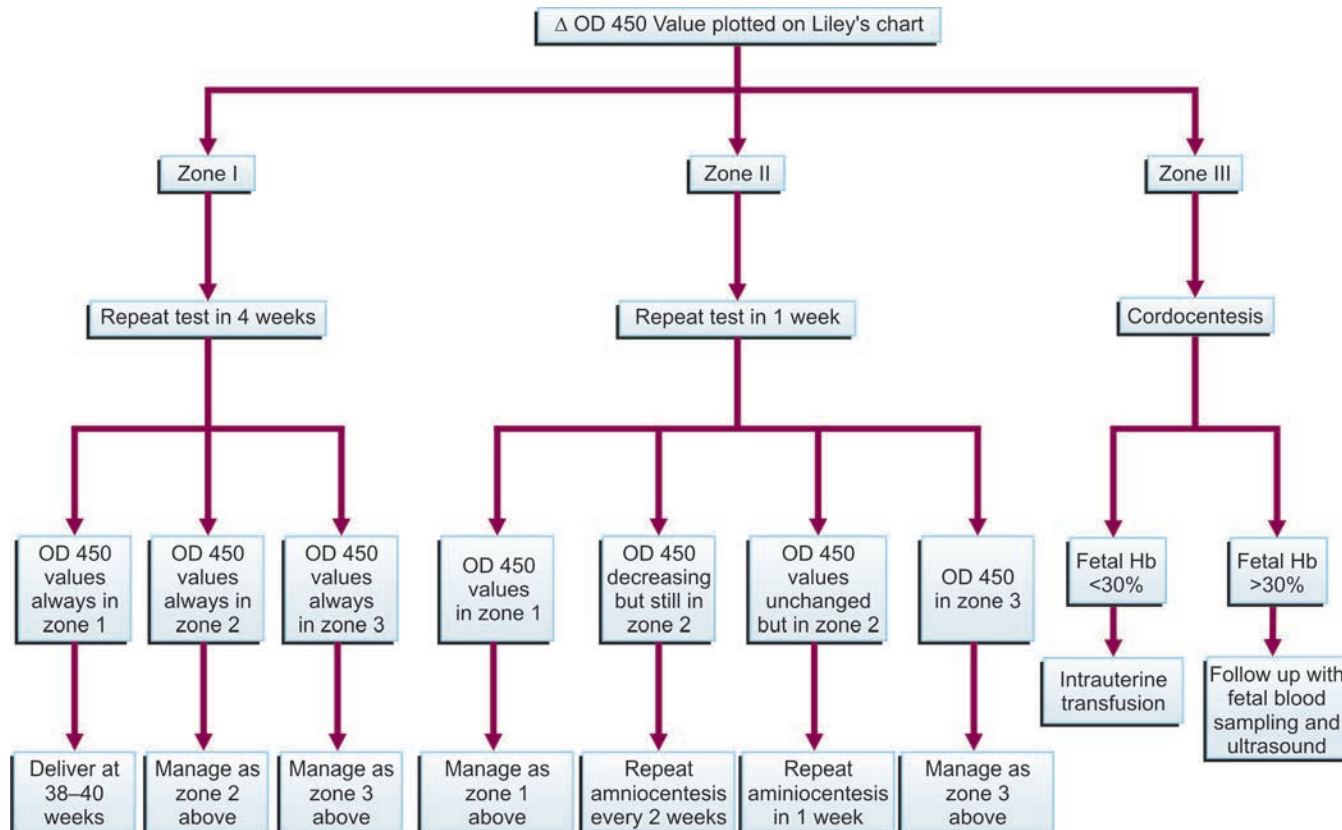 Δ OD 450 Value plotted on Liley's chart
Zone I
Zone II
Zone III
Repeat test in 4 weeks
Repeat test in 1 week
Cordocentesis
OD 450
values
always in
zone 1
OD 450
values
always in
zone 2
OD 450
values
always
in zone 3
OD 450
values
in zone 1
OD 450
decreasing
but still in
zone 2
OD 450
values
unchanged
but in zone 2
OD 450
in zone 3
Fetal Hb
<30%
Fetal Hb
>30%
Intrauterine
transfusion
Follow up with
fetal blood
sampling and
ultrasound
Deliver at
38–40
weeks
Manage as
zone 2
above
Manage as
zone 3
above
Manage as
zone 1
above
Repeat
amniocentesis
every 2 weeks
Repeat
aminiocentesis
in 1 week
Manage as
zone 3
above